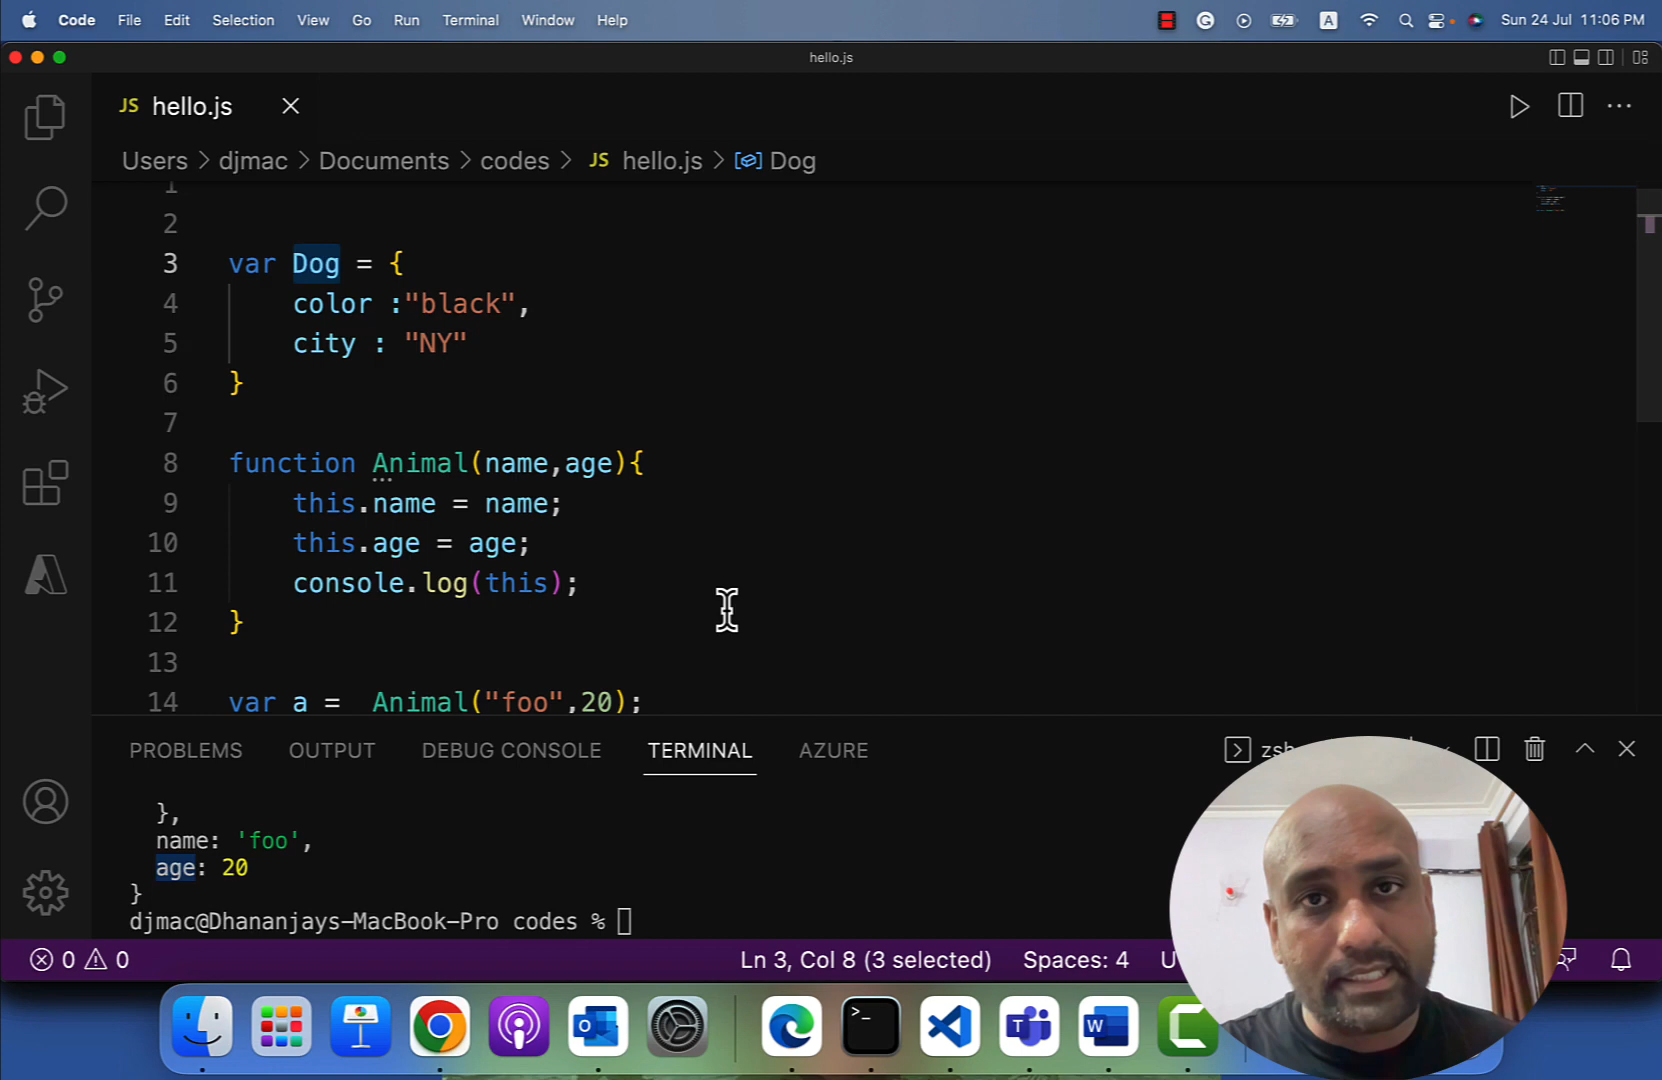 Code File Edit Selection View Go Run Terminal Window Help A Sun 24 Jul 11:06 PM
hello.js
JS hello.js
Users > djmac > Documents > codes > JS hello.js > Dog
1
2
3 var Dog = {
4 color :"black",
5 city : "NY"
6 }
7
8 function Animal(name,age){
9 this.name = name;
10 this.age = age;
11 console.log(this);
12 }
13
14 var a =  Animal("foo",20);
PROBLEMS OUTPUT DEBUG CONSOLE TERMINAL AZURE
},
name: 'foo',
age: 20
}
djmac@Dhananjays-MacBook-Pro codes %
0 0 Ln 3, Col 8 (3 selected) Spaces: 4